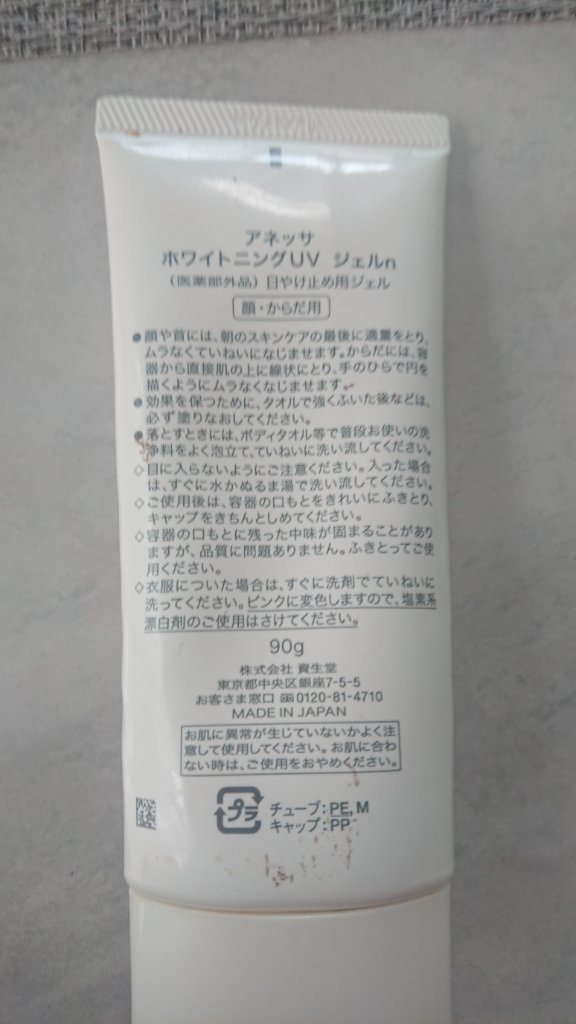 アネッサ
ホワイトニングUV ジェルn
（医薬部外品）日やけ止め用ジェル
顔・からだ用
●顔や首には、朝のスキンケアの最後に適量をとり、
ムラなくていねいになじませます。からだには、容
器から直接肌の上に線状にとり、手のひらで円を
描くようにムラなくなじませます。
●効果を保つために、タオルで強くふいた後などは、
必ず塗りなおしてください。
●落とすときには、ボディタオル等で普段お使いの洗
浄料をよく泡立て、ていねいに洗い流してください。
◇目に入らないようにご注意ください。入った場合
は、すぐに水かぬるま湯で洗い流してください。
◇ご使用後は、容器の口もとをきれいにふきとり、
キャップをきちんとしめてください。
◇容器の口もとに残った中味が固まることがあり
ますが、品質に問題ありません。ふきとってご使
用ください。
◇衣服についた場合は、すぐに洗剤でていねいに
洗ってください。ピンクに変色しますので、塩素系
漂白剤のご使用はさけてください。
90g
株式会社 資生堂
東京都中央区銀座7-5-5
お客さま窓口 0120-81-4710
MADE IN JAPAN
お肌に異常が生じていないかよく注
意して使用してください。お肌に合わ
ない時は、ご使用をおやめください。
プラ
チューブ：PE, M
キャップ：PP